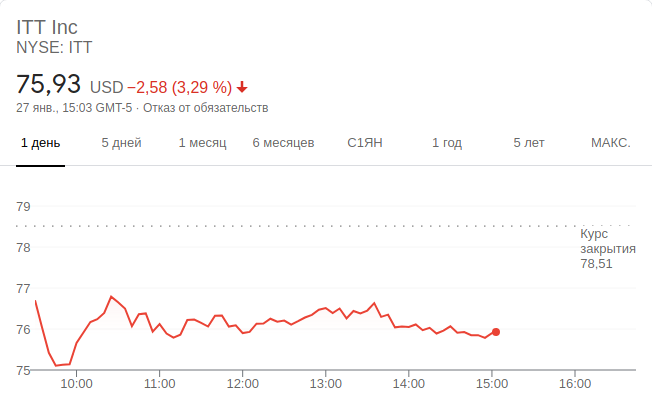 ITT Inc
NYSE: ITT
75,93 USD −2,58 (3,29 %)
27 янв., 15:03 GMT-5 · Отказ от обязательств
1 день 5 дней 1 месяц 6 месяцев С1ЯН 1 год 5 лет МАКС.
79
Курс
закрытия
78,51
78
77
76
75
10:00 11:00 12:00 13:00 14:00 15:00 16:00